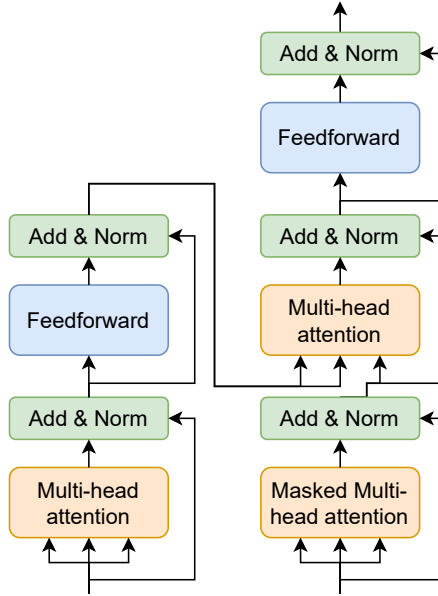 Add & Norm
Feedforward
Add & Norm
Multi-head
attention
Add & Norm
Masked Multi-
head attention
Add & Norm
Feedforward
Add & Norm
Multi-head
attention